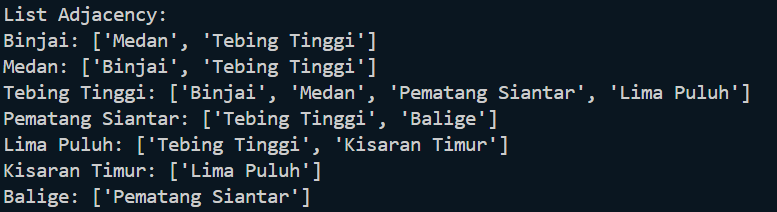 List Adjacency:
Binjai: ['Medan', 'Tebing Tinggi']
Medan: ['Binjai', 'Tebing Tinggi']
Tebing Tinggi: ['Binjai', 'Medan', 'Pematang Siantar', 'Lima Puluh']
Pematang Siantar: ['Tebing Tinggi', 'Balige']
Lima Puluh: ['Tebing Tinggi', 'Kisaran Timur']
Kisaran Timur: ['Lima Puluh']
Balige: ['Pematang Siantar']